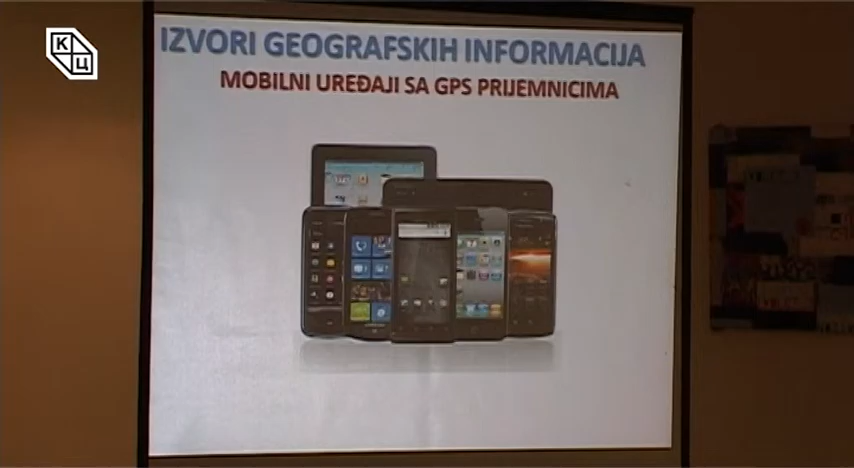 К
Ц
IZVORI GEOGRAFSKIH INFORMACIJA
MOBILNI UREĐAJI SA GPS PRIJEMNICIMA